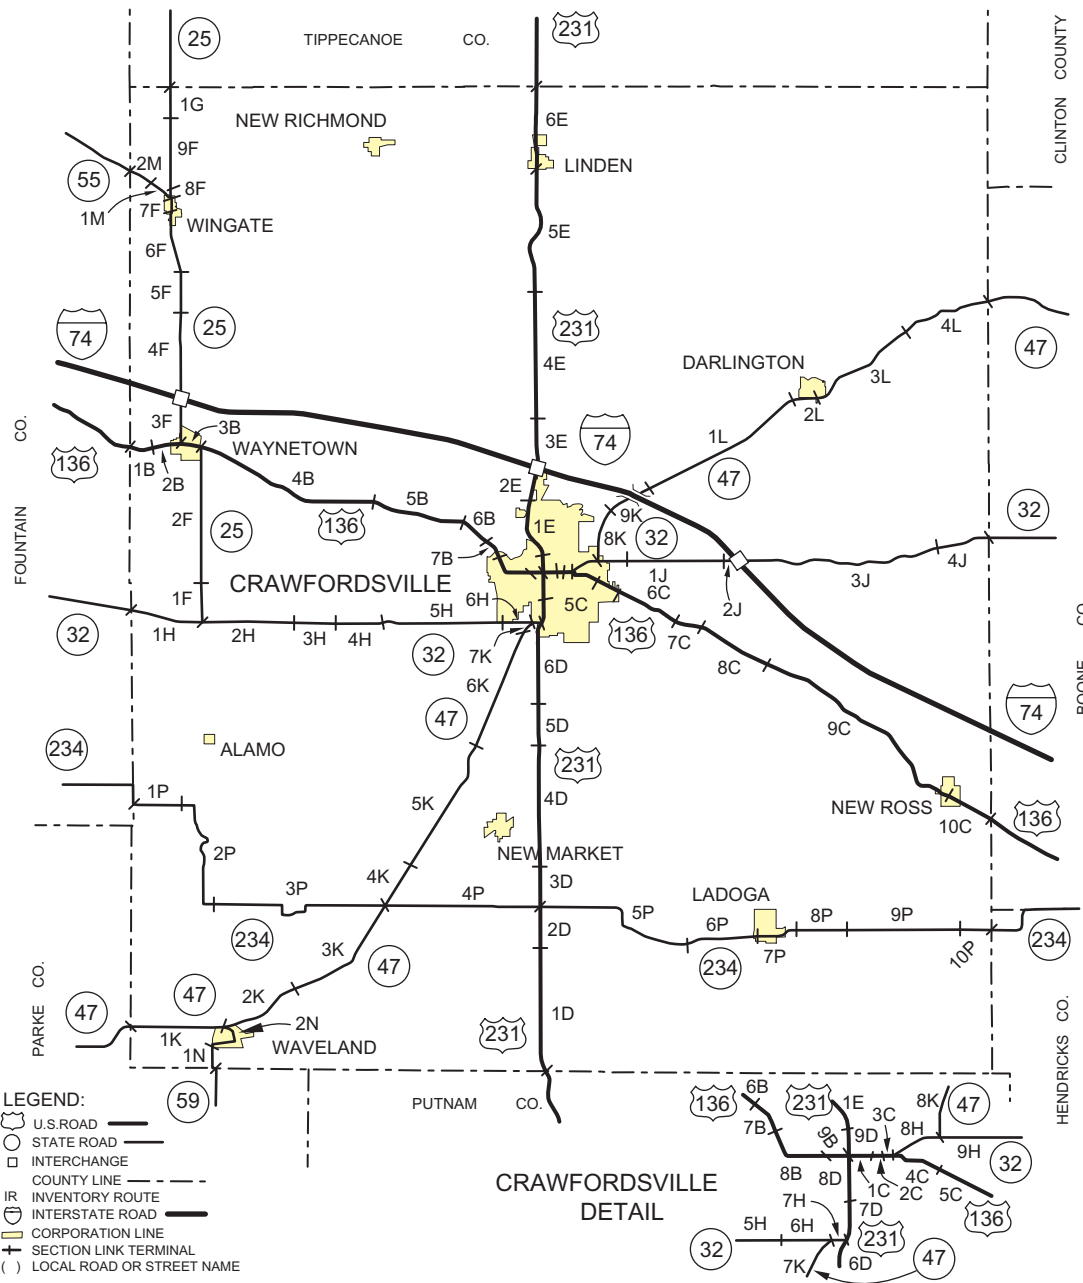 25
TIPPECANOE CO.
231
CLINTON COUNTY
1G
NEW RICHMOND
6E
9F
LINDEN
2M
55
8F
1M
7F
WINGATE
6F
5E
5F
25
231
74
4L
47
4F
4E
DARLINGTON
3L
2L
3F
3B
WAYNETOWN
3E
74
1L
136
1B
2B
4B
47
FOUNTAIN CO.
2E
5B
136
6B
9K
32
32
2F
25
1E
8K
7B
4J
CRAWFORDSVILLE
1J
3J
6C
2J
1F
6H
5C
5H
32
1H
2H
3H
4H
32
7K
136
7C
6D
8C
6K
47
BOONE CO.
74
5D
9C
234
ALAMO
231
1P
4D
5K
NEW ROSS
136
10C
2P
NEW MARKET
3D
3P
4K
4P
LADOGA
5P
6P
8P
9P
234
2D
7P
10P
234
3K
47
234
PARKE CO.
47
47
2K
2N
1D
1K
WAVELAND
231
1N
HENDRICKS CO.
59
PUTNAM CO.
LEGEND:
U.S.ROAD
STATE ROAD
INTERCHANGE
COUNTY LINE
IR INVENTORY ROUTE
INTERSTATE ROAD
CORPORATION LINE
SECTION LINK TERMINAL
( ) LOCAL ROAD OR STREET NAME
CRAWFORDSVILLE
DETAIL
6B
136
231
1E
8K
47
7B
9B
9D
3C
8H
9H
8B
8D
1C
2C
4C
5C
32
7H
7D
136
5H
6H
231
32
7K
6D
47